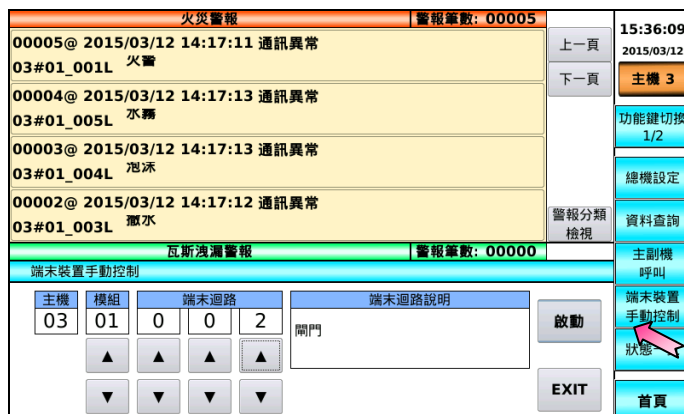 火災警報 警報筆數: 00005
00005@ 2015/03/12 14:17:11 通訊異常
03#01_001L 火警
00004@ 2015/03/12 14:17:13 通訊異常
03#01_005L 水霧
00003@ 2015/03/12 14:17:13 通訊異常
03#01_004L 泡沫
00002@ 2015/03/12 14:17:12 通訊異常
03#01_003L 撒水
上一頁
下一頁
警報分類
檢視
瓦斯洩漏警報 警報筆數: 00000
端末裝置手動控制
主機 模組 端末迴路 端末迴路說明
03 01 0 0 2
閘門
▲ ▲ ▲ ▲
▼ ▼ ▼ ▼
啟動
EXIT
15:36:09
2015/03/12
主機 3
功能鍵切換
1/2
總機設定
資料查詢
主副機
呼叫
端末裝置
手動控制
狀態一
首頁